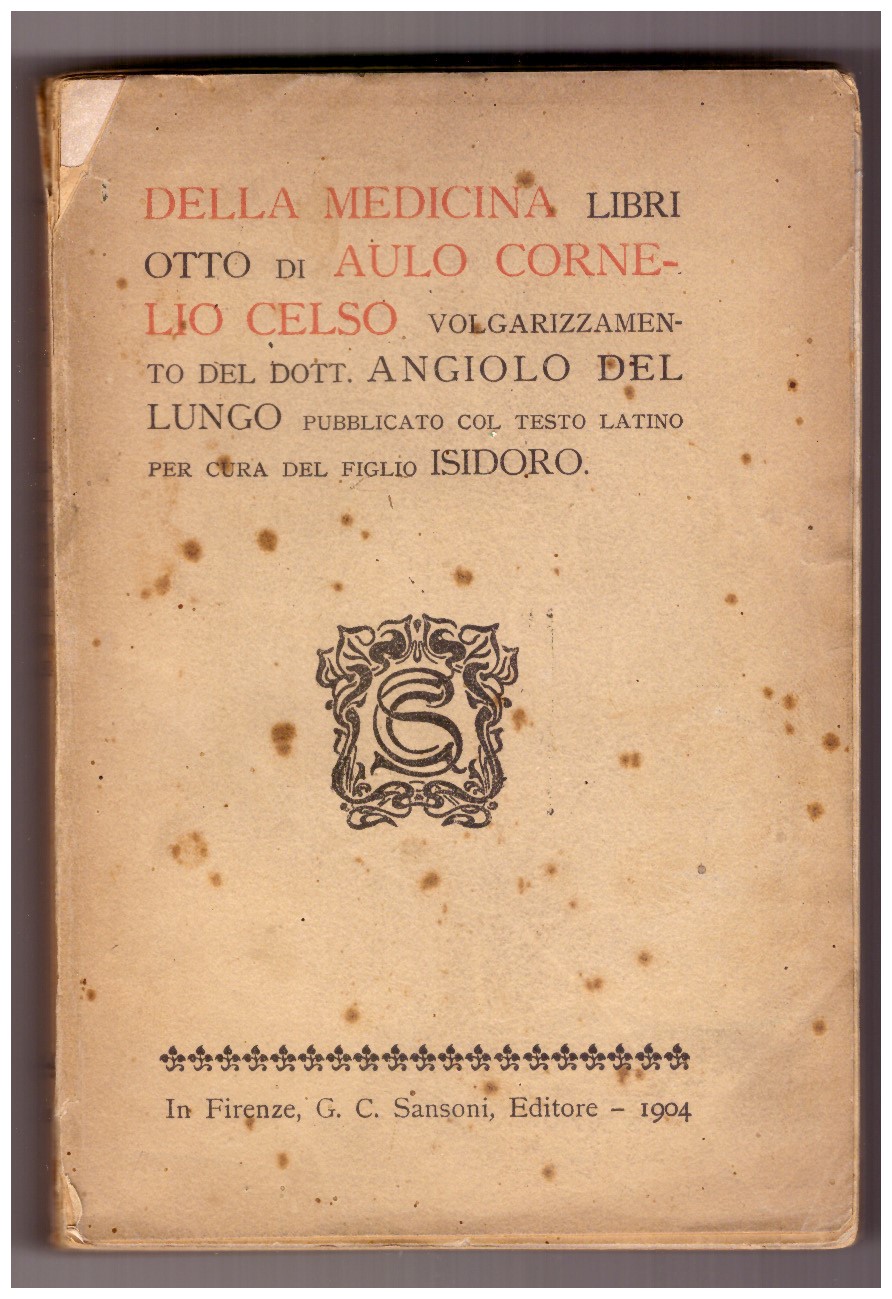 DELLA MEDICINA LIBRI
OTTO DI AULO CORNE-
LIO CELSO VOLGARIZZAMEN-
TO DEL DOTT. ANGIOLO DEL
LUNGO PUBBLICATO COL TESTO LATINO
PER CURA DEL FIGLIO ISIDORO.
GCS
In Firenze, G. C. Sansoni, Editore – 1904